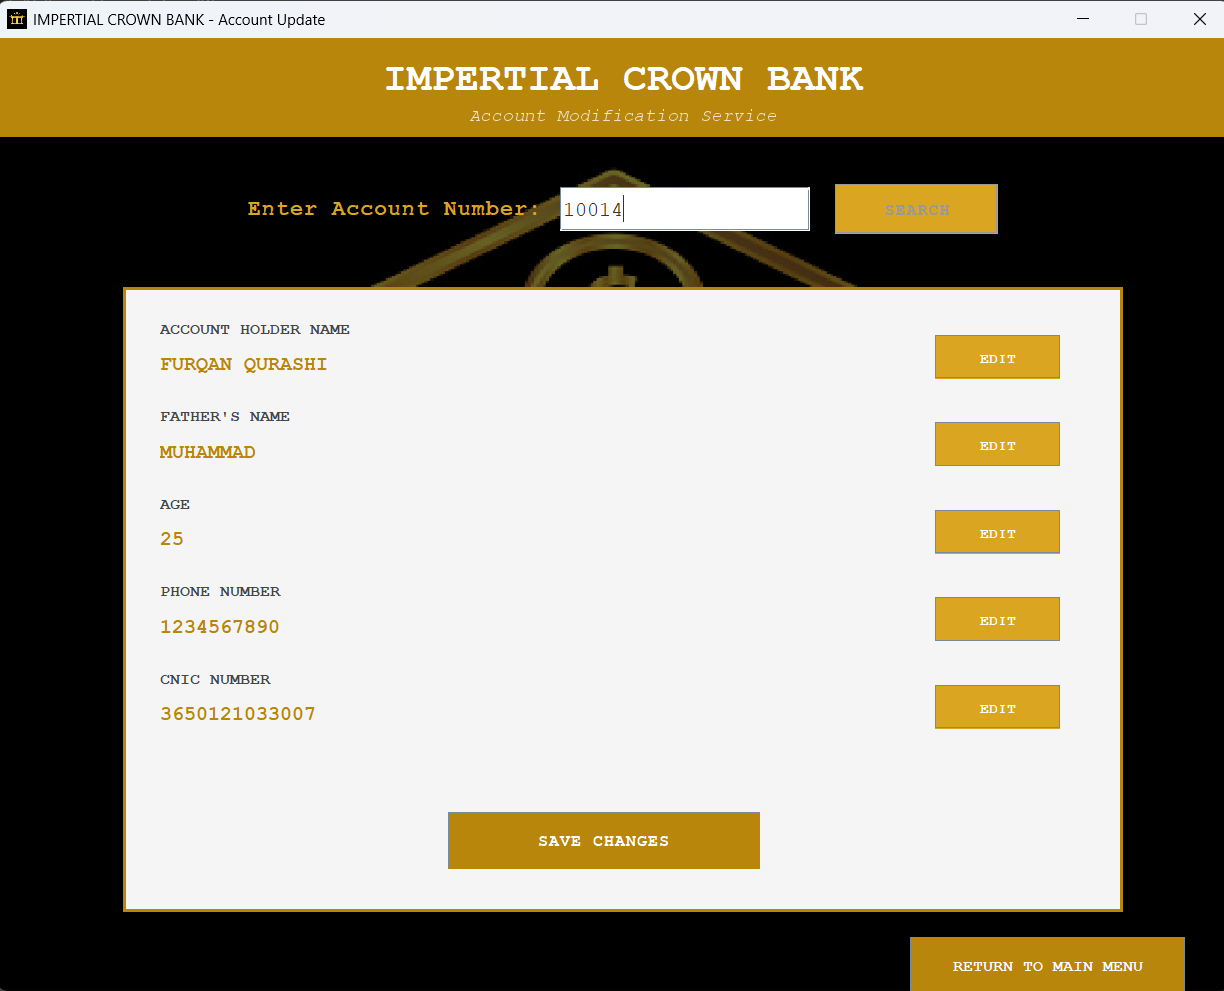 IMPERTIAL CROWN BANK - Account Update
IMPERTIAL CROWN BANK
Account Modification Service
Enter Account Number: 10014 SEARCH
ACCOUNT HOLDER NAME
FURQAN QURASHI
EDIT
FATHER'S NAME
MUHAMMAD
EDIT
AGE
25
EDIT
PHONE NUMBER
1234567890
EDIT
CNIC NUMBER
3650121033007
EDIT
SAVE CHANGES
RETURN TO MAIN MENU